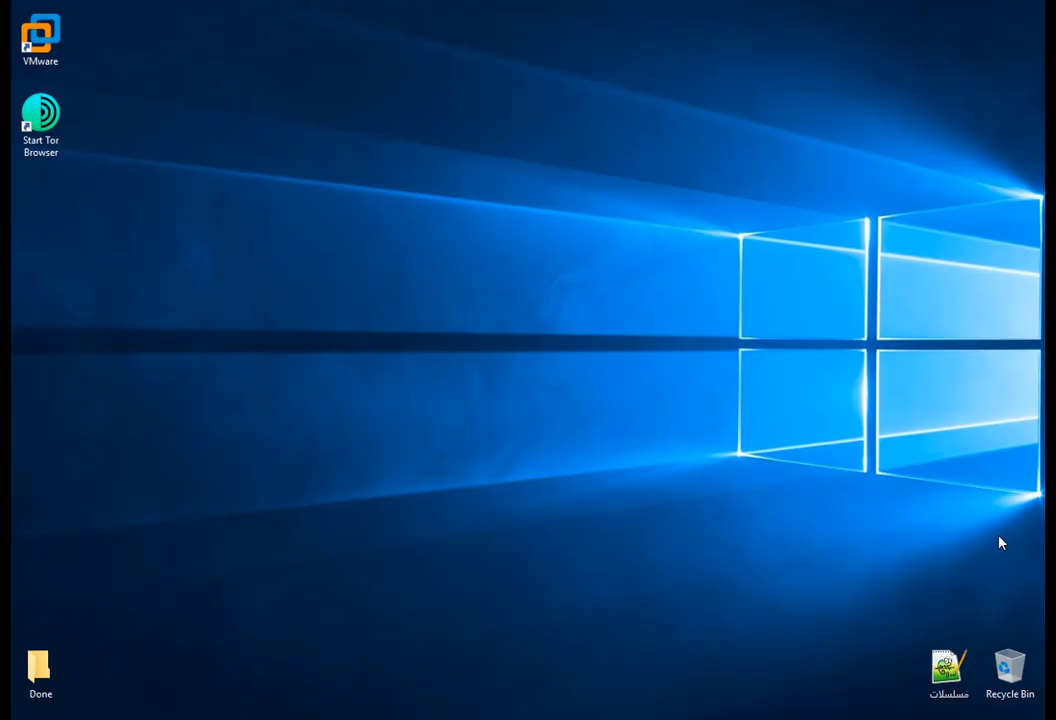 VMware
Start Tor
Browser
Done
مسلسلات
Recycle Bin